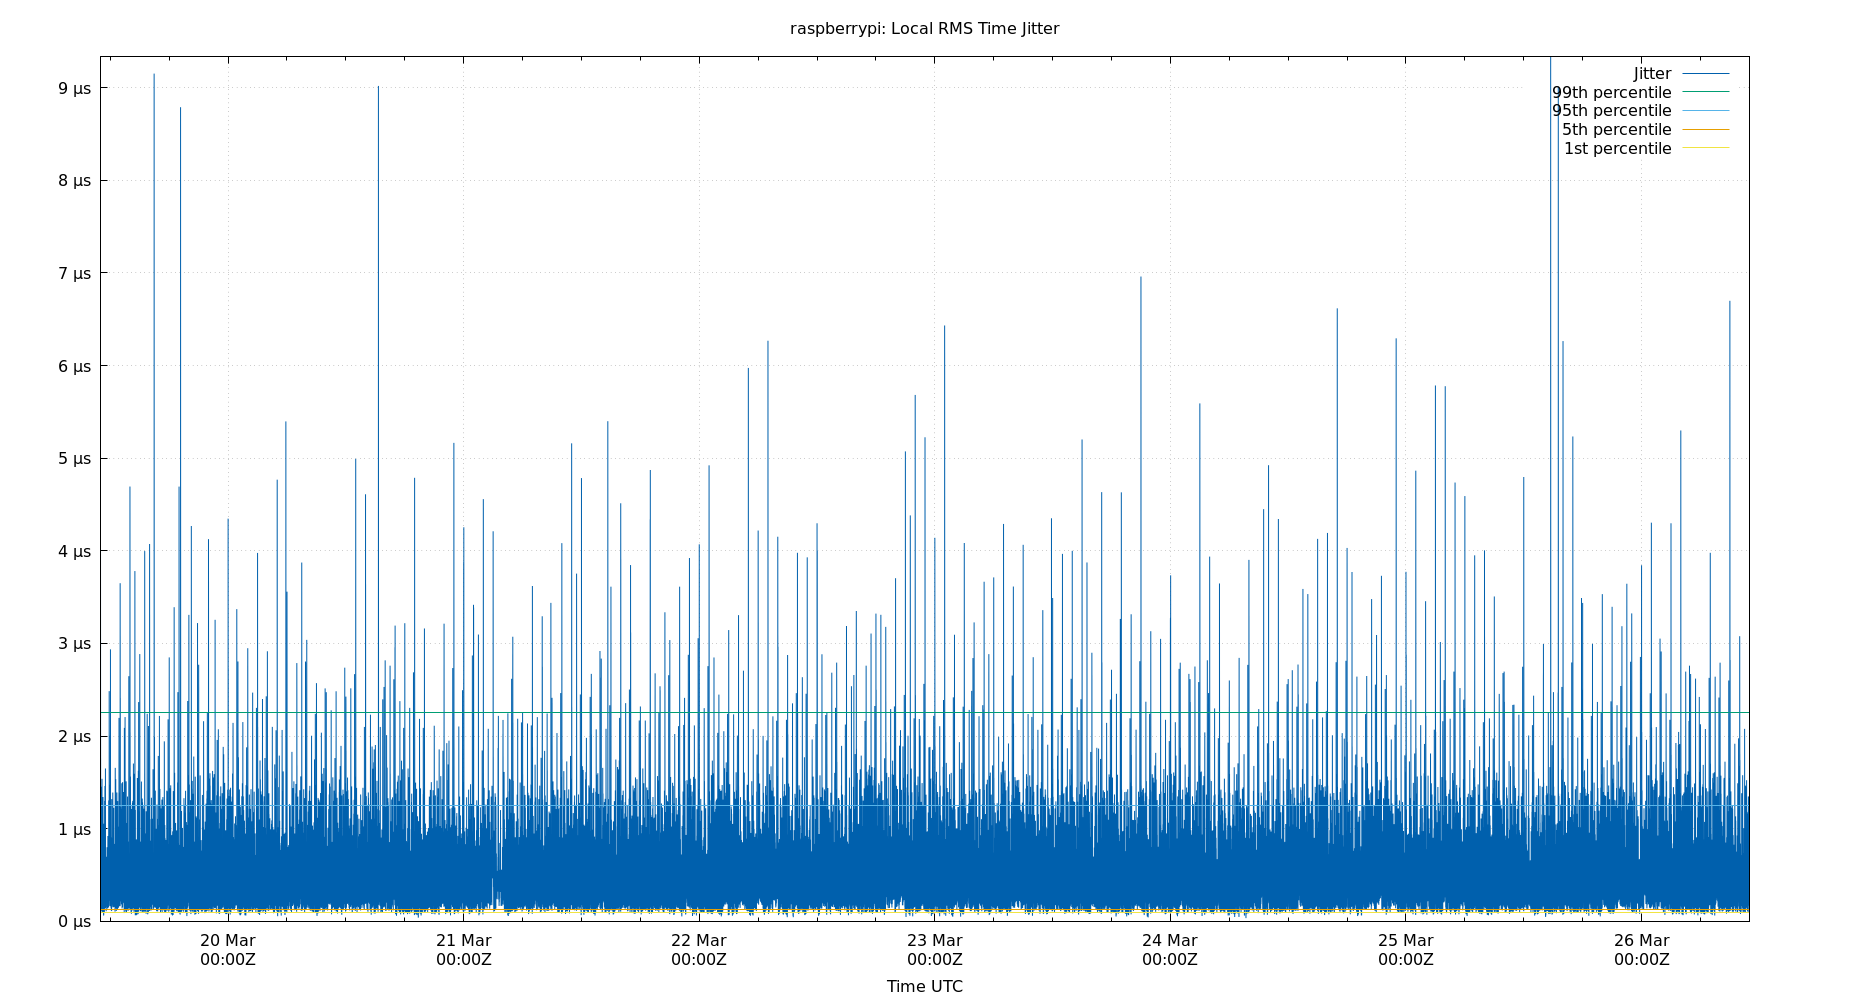 raspberrypi: Local RMS Time Jitter
Jitter
99th percentile
95th percentile
5th percentile
1st percentile
9 µs
8 µs
7 µs
6 µs
5 µs
4 µs
3 µs
2 µs
1 µs
0 µs
20 Mar 21 Mar 22 Mar 23 Mar 24 Mar 25 Mar 26 Mar
00:00Z 00:00Z 00:00Z 00:00Z 00:00Z 00:00Z 00:00Z
Time UTC